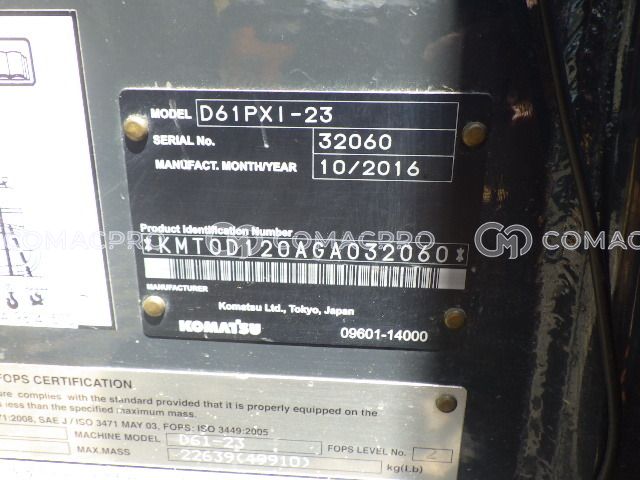 MODEL D61PXI-23
SERIAL No. 32060
MANUFACT. MONTH/YEAR 10/2016
Product Identification Number
*KMT0D120AGA032060*
COMACPRO CM COMACPRO
MANUFACTURER
Komatsu Ltd., Tokyo, Japan
KOMATSU 09601-14000
FOPS CERTIFICATION.
are complies with the standard that it is properly equipped on the
s less than the specified maximum mass.
71:2008, SAE J / ISO 3471 MAY 03, FOPS: ISO 3449:2005
MACHINE MODEL D61-23 FOPS LEVEL No. 2
MAX.MASS 22639(49910) kg(Lb)